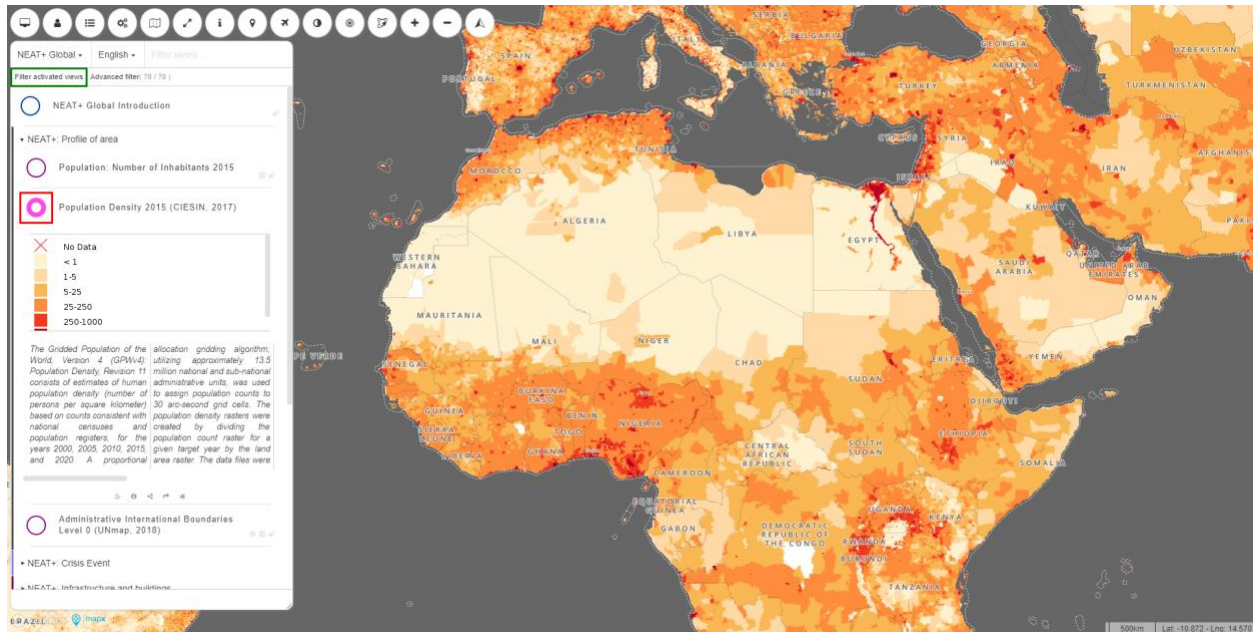 NEAT+ Global
English
Filter views...
Filter activated views
Advanced filter( 70 / 70 )
NEAT+ Global Introduction
NEAT+: Profile of area
Population: Number of Inhabitants 2015
Population Density 2015 (CIESIN, 2017)
No Data
< 1
1-5
5-25
25-250
250-1000
The Gridded Population of the
World, Version 4 (GPWv4):
Population Density, Revision 11
consists of estimates of human
population density (number of
persons per square kilometer)
based on counts consistent with
national censuses and
population registers, for the
years 2000, 2005, 2010, 2015,
and 2020. A proportional
allocation gridding algorithm,
utilizing approximately 13.5
million national and sub-national
administrative units, was used
to assign population counts to
30 arc-second grid cells. The
population density rasters were
created by dividing the
population count raster for a
given target year by the land
area raster. The data files were
Administrative International Boundaries
Level 0 (UNmap, 2018)
NEAT+: Crisis Event
NEAT+: Infrastructure and buildings
BRAZIL
mapx
SERBIA
BULGARIA
ITALY
ALBANIA
GREECE
SPAIN
PORTUGAL
GEORGIA
ARMENIA
UZBEKISTAN
TURKMENISTAN
TURKEY
CYPRUS
SYRIA
IRAQ
IRAN
AFGHANIS
ISRAEL
KUWAIT
PAKI
TUNISIA
MOROCCO
ALGERIA
LIBYA
EGYPT
WESTERN
SAHARA
SAUDI
ARABIA
QATAR
UNITED ARAB
EMIRATES
OMAN
MAURITANIA
MALI
NIGER
CHAD
SUDAN
ERITREA
YEMEN
PE VERDE
SENEGAL
BURKINA
FASO
GUINEA
BENIN
NIGERIA
DJIBOUTI
SIERRA
LEONE
TOGO
LIBERIA
GHANA
ETHIOPIA
CENTRAL
AFRICAN
REPUBLIC
SOUTH
SUDAN
SOMALIA
CAMEROON
EQUATORIAL
GUINEA
GABON
UGANDA
KENYA
DEMOCRATIC
REPUBLIC OF
THE CONGO
RWANDA
BURUNDI
TANZANIA
500km
Lat: -10.872 - Lng: 14.570